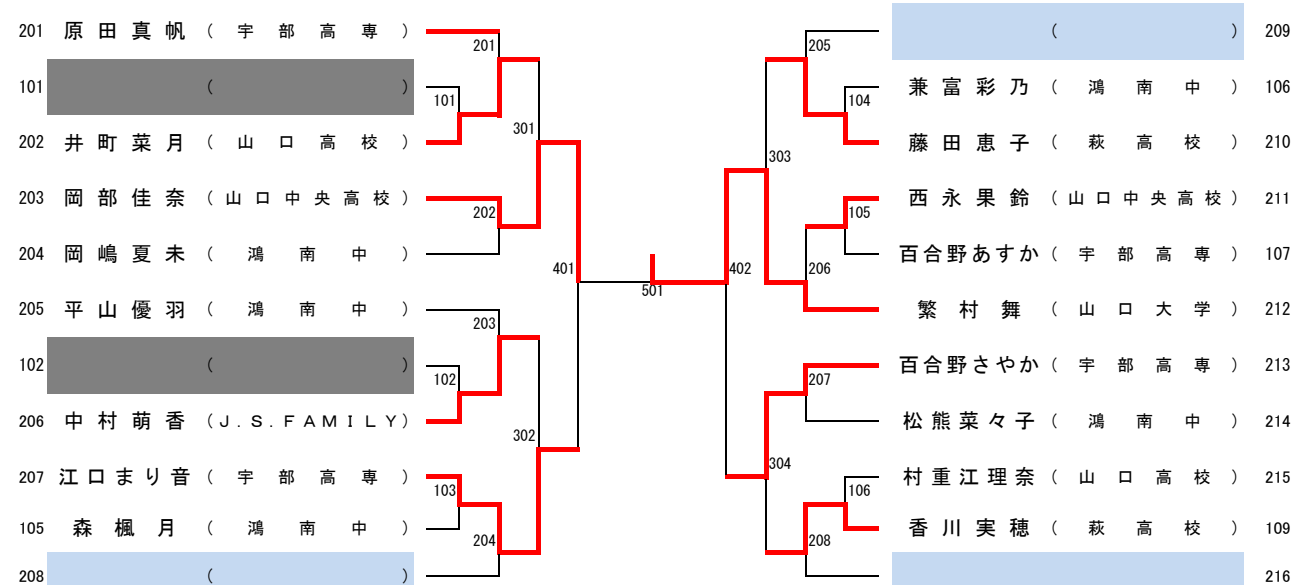 201 原田真帆 (宇部高専)
101 ( )
202 井町菜月 (山口高校)
203 岡部佳奈 (山口中央高校)
204 岡嶋夏未 (鴻南中)
205 平山優羽 (鴻南中)
102 ( )
206 中村萌香 (J.S.FAMILY)
207 江口まり音 (宇部高専)
105 森楓月 (鴻南中)
208 ( )
201
101
301
202
401
203
102
302
103
204
501
205
104
303
105
402
206
207
304
106
208
( ) 209
兼富彩乃 (鴻南中) 106
藤田恵子 (萩高校) 210
西永果鈴 (山口中央高校) 211
百合野あすか (宇部高専) 107
繁村舞 (山口大学) 212
百合野さやか (宇部高専) 213
松熊菜々子 (鴻南中) 214
村重江理奈 (山口高校) 215
香川実穂 (萩高校) 109
216